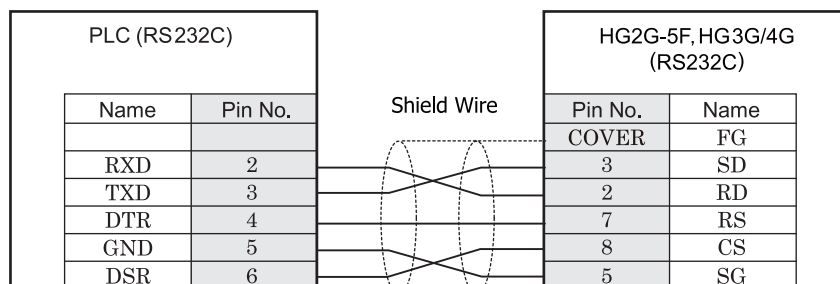 PLC (RS232C)
HG2G-5F, HG3G/4G
(RS232C)
Shield Wire
Name Pin No. Pin No. Name
COVER FG
RXD 2 3 SD
TXD 3 2 RD
DTR 4 7 RS
GND 5 8 CS
DSR 6 5 SG